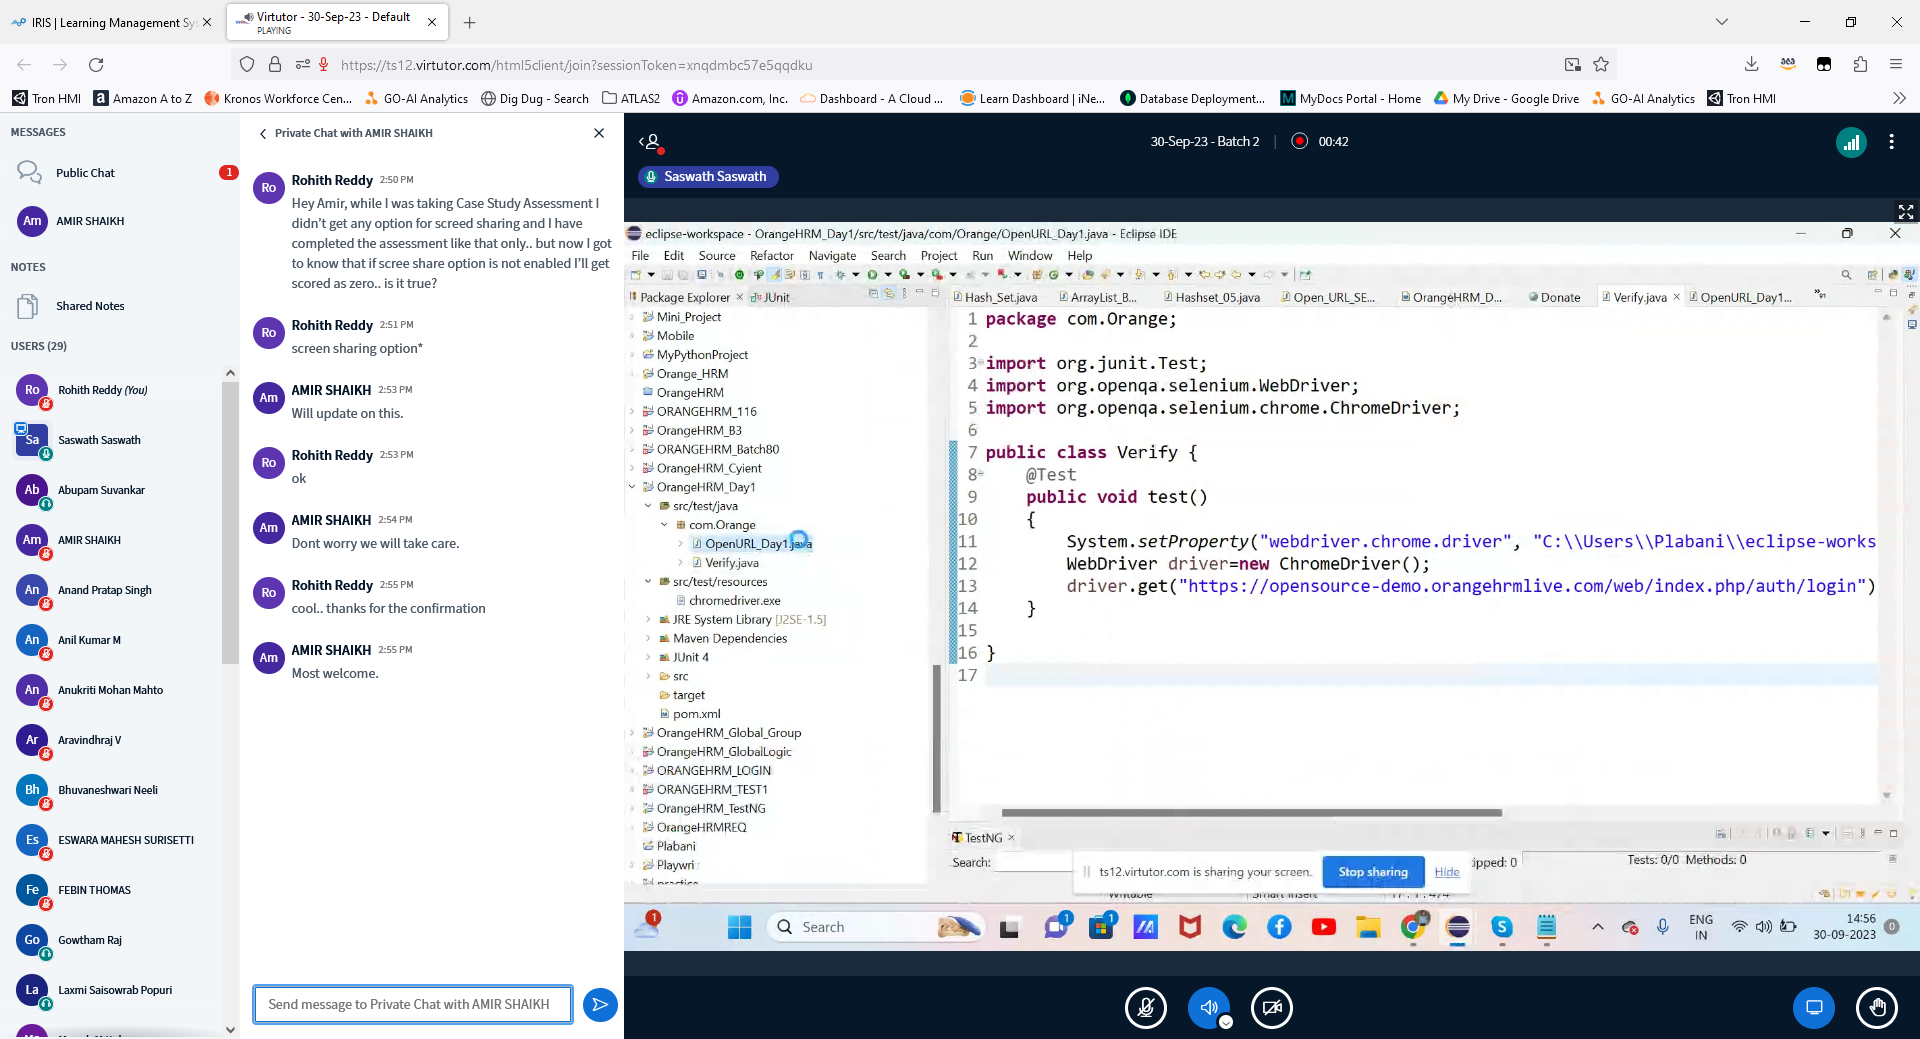 IRIS | Learning Management Sys
Virtutor - 30-Sep-23 - Default
PLAYING
https://ts12.virtutor.com/html5client/join?sessionToken=xnqdmbc57e5qqdku
Tron HMI
Amazon A to Z
Kronos Workforce Cen...
GO-AI Analytics
Dig Dug - Search
ATLAS2
Amazon.com, Inc.
Dashboard - A Cloud ...
Learn Dashboard | iNe...
Database Deployment...
MyDocs Portal - Home
My Drive - Google Drive
GO-AI Analytics
Tron HMI
MESSAGES
Public Chat
1
Am
AMIR SHAIKH
NOTES
Shared Notes
USERS (29)
Ro
Rohith Reddy (You)
Sa
Saswath Saswath
Ab
Abupam Suvankar
Am
AMIR SHAIKH
An
Anand Pratap Singh
An
Anil Kumar M
An
Anukriti Mohan Mahto
Ar
Aravindhraj V
Bh
Bhuvaneshwari Neeli
Es
ESWARA MAHESH SURISETTI
Fe
FEBIN THOMAS
Go
Gowtham Raj
La
Laxmi Saisowrab Popuri
Private Chat with AMIR SHAIKH
Ro
Rohith Reddy 2:50 PM
Hey Amir, while I was taking Case Study Assessment I
didn't get any option for screed sharing and I have
completed the assessment like that only.. but now I got
to know that if scree share option is not enabled I'll get
scored as zero.. is it true?
Ro
Rohith Reddy 2:51 PM
screen sharing option*
Am
AMIR SHAIKH 2:53 PM
Will update on this.
Ro
Rohith Reddy 2:53 PM
ok
Am
AMIR SHAIKH 2:54 PM
Dont worry we will take care.
Ro
Rohith Reddy 2:55 PM
cool.. thanks for the confirmation
Am
AMIR SHAIKH 2:55 PM
Most welcome.
Send message to Private Chat with AMIR SHAIKH
30-Sep-23 - Batch 2
00:42
Saswath Saswath
eclipse-workspace - OrangeHRM_Day1/src/test/java/com/Orange/OpenURL_Day1.java - Eclipse IDE
File Edit Source Refactor Navigate Search Project Run Window Help
Package Explorer
JUnit
Mini_Project
Mobile
MyPythonProject
Orange_HRM
OrangeHRM
ORANGEHRM_116
OrangeHRM_B3
ORANGEHRM_Batch80
OrangeHRM_Cyient
OrangeHRM_Day1
src/test/java
com.Orange
OpenURL_Day1.java
Verify.java
src/test/resources
chromedriver.exe
JRE System Library [J2SE-1.5]
Maven Dependencies
JUnit 4
src
target
pom.xml
OrangeHRM_Global_Group
OrangeHRM_GlobalLogic
ORANGEHRM_LOGIN
ORANGEHRM_TEST1
OrangeHRM_TestNG
OrangeHRMREQ
Plabani
Playwri
Hash_Set.java
ArrayList_B...
Hashset_05.java
Open_URL_SE...
OrangeHRM_D...
Donate
Verify.java
OpenURL_Day1...
1 package com.Orange;
2
3 import org.junit.Test;
4 import org.openqa.selenium.WebDriver;
5 import org.openqa.selenium.chrome.ChromeDriver;
6
7 public class Verify {
8 @Test
9 public void test()
10 {
11 System.setProperty("webdriver.chrome.driver", "C:\\Users\\Plabani\\eclipse-works
12 WebDriver driver=new ChromeDriver();
13 driver.get("https://opensource-demo.orangehrmlive.com/web/index.php/auth/login")
14 }
15
16 }
17
TestNG
Search:
ipped: 0
Tests: 0/0 Methods: 0
ts12.virtutor.com is sharing your screen.
Stop sharing
Hide
1
Search
1
1
ENG
IN
14:56
30-09-2023
0